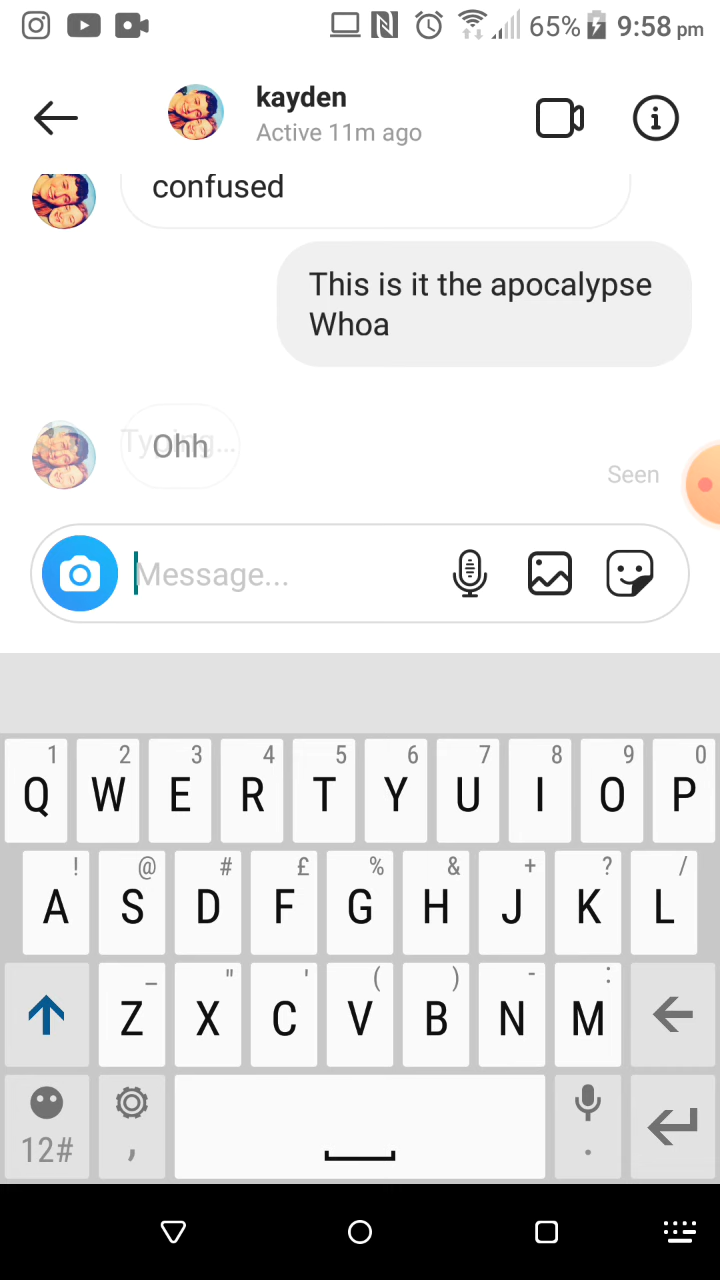 65% 9:58 pm
kayden
Active 11m ago
confused
This is it the apocalypse
Whoa
Typing...
Ohh
Seen
Message...
1 2 3 4 5 6 7 8 9 0
Q W E R T Y U I O P
! @ # £ % & + ? /
A S D F G H J K L
_ " ' ( ) - :
Z X C V B N M
12# , .